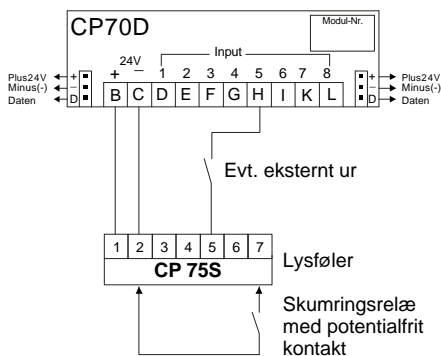 CP70D
Modul-Nr.
24V
Input
+ − 1 2 3 4 5 6 7 8
Plus24V + + Plus24V
Minus(-) − − Minus(-)
Daten D D Daten
B C D E F G H I K L
Evt. eksternt ur
1 2 3 4 5 6 7
CP 75S
Lysføler
Skumringsrelæ
med potentialfrit
kontakt